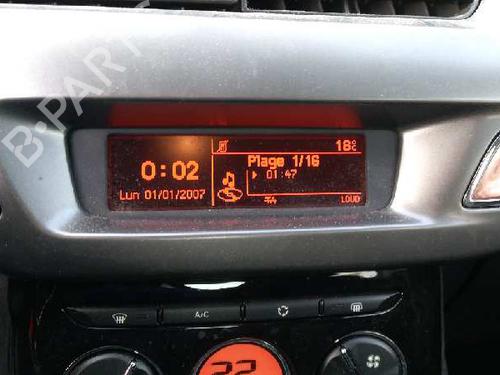 B-PARTS
18°C
Plage 1/16
0:02
01:47
Lun 01/01/2007
LOUD
A/C
22